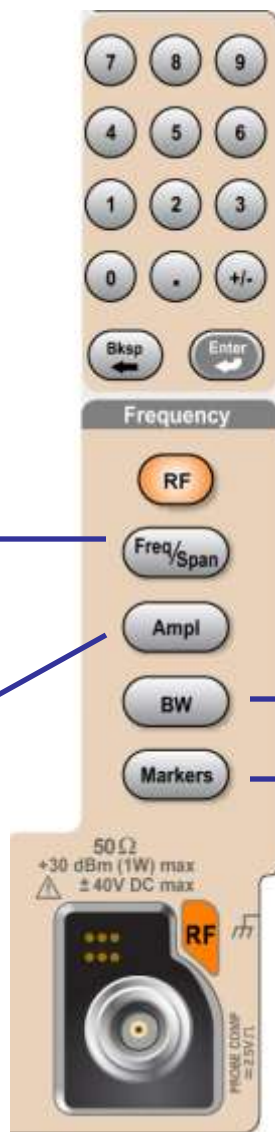 7 8 9
4 5 6
1 2 3
0 . +/-
Bksp Enter
Frequency
RF
Freq/Span
Ampl
BW
Markers
50Ω
+30 dBm (1W) max
± 40V DC max
RF
PROBE COMP